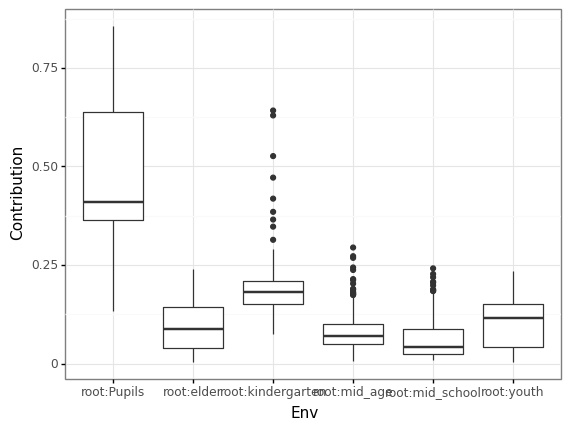 Contribution
0.75
0.50
0.25
0
root:Pupils root:elder root:kindergarten root:mid_age root:mid_school root:youth
Env